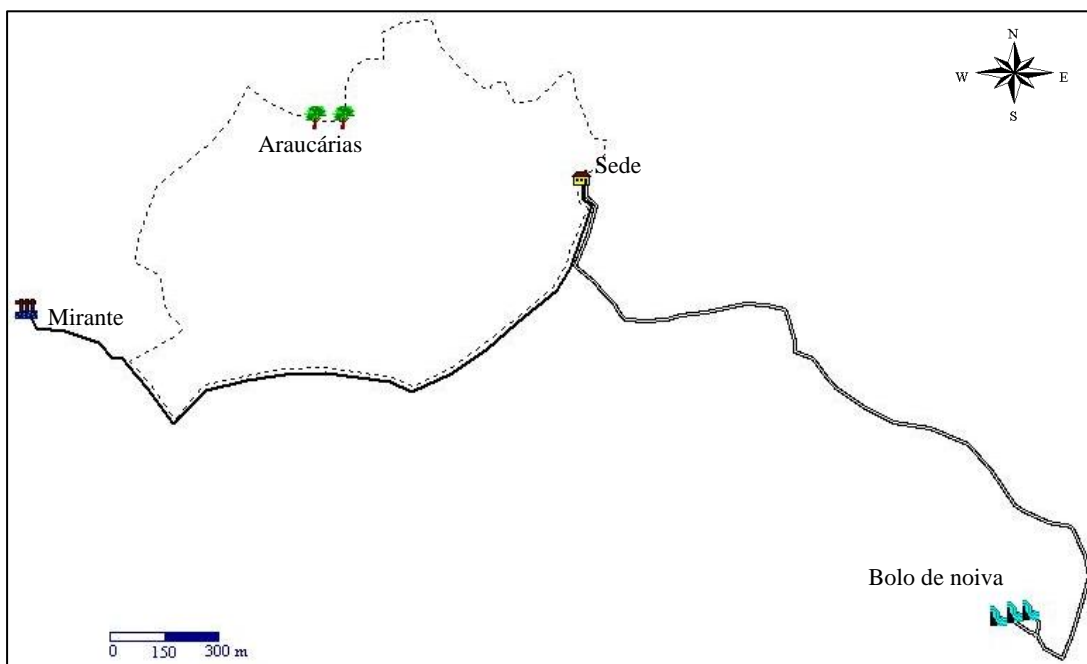 N
W E
S
Araucárias
Sede
Mirante
Bolo de noiva
0 150 300 m